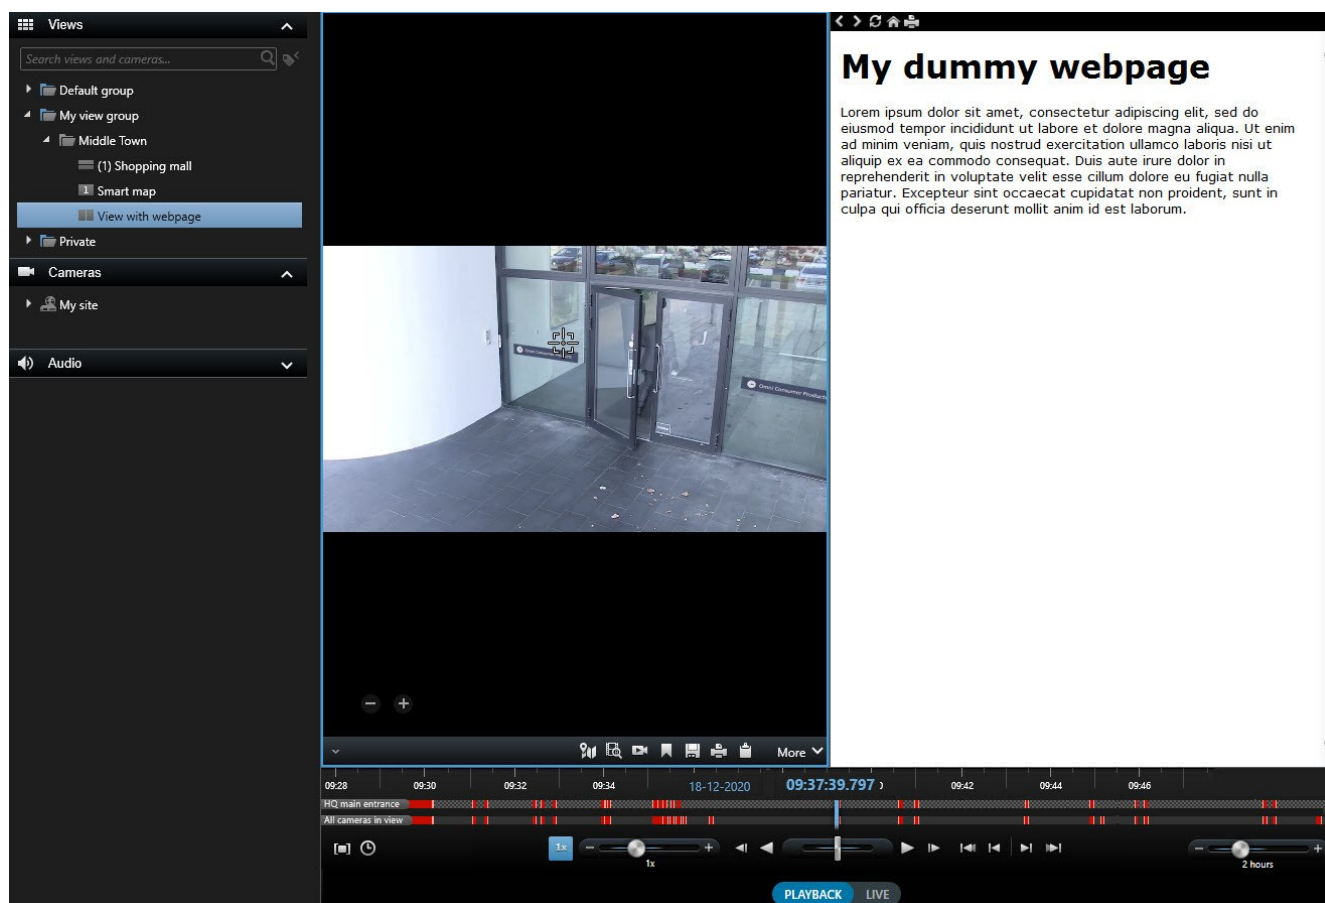 Views
Search views and cameras...
Default group
My view group
Middle Town
(1) Shopping mall
1 Smart map
View with webpage
Private
Cameras
My site
Audio
My dummy webpage
Lorem ipsum dolor sit amet, consectetur adipiscing elit, sed do
eiusmod tempor incididunt ut labore et dolore magna aliqua. Ut enim
ad minim veniam, quis nostrud exercitation ullamco laboris nisi ut
aliquip ex ea commodo consequat. Duis aute irure dolor in
reprehenderit in voluptate velit esse cillum dolore eu fugiat nulla
pariatur. Excepteur sint occaecat cupidatat non proident, sunt in
culpa qui officia deserunt mollit anim id est laborum.
Omni Consumer Products
More
09:28 09:30 09:32 09:34 18-12-2020 09:37:39.797 09:42 09:44 09:46
HQ main entrance
All cameras in view
1x
1x
2 hours
PLAYBACK LIVE